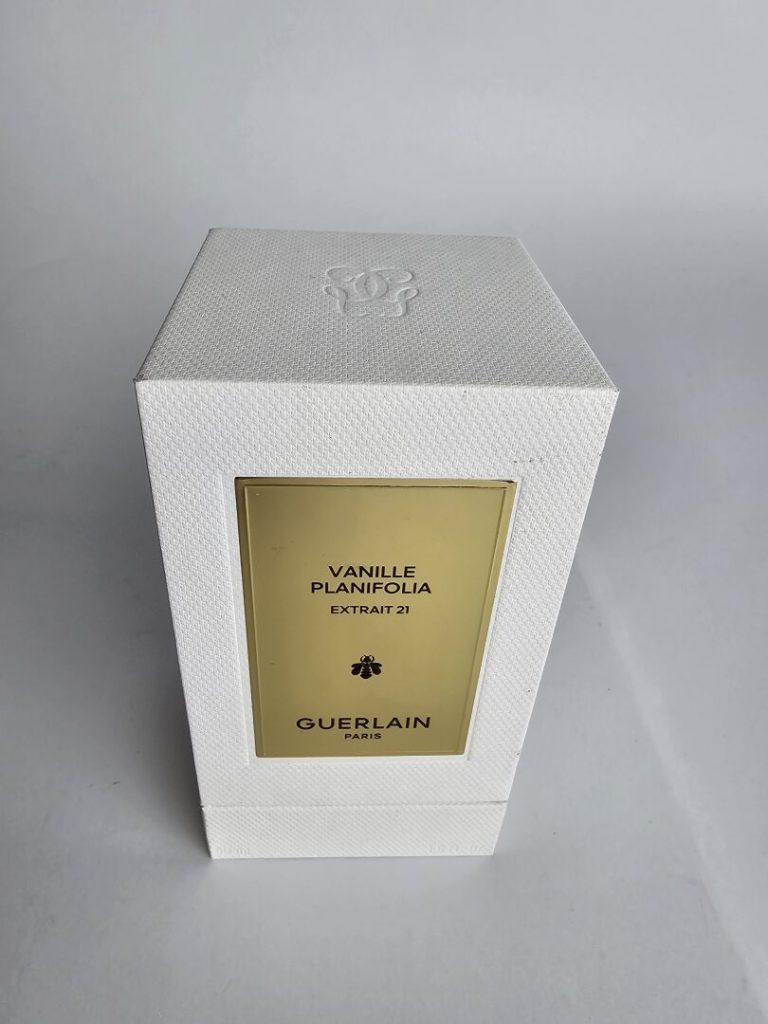 VANILLE
PLANIFOLIA
EXTRAIT 21
GUERLAIN
PARIS